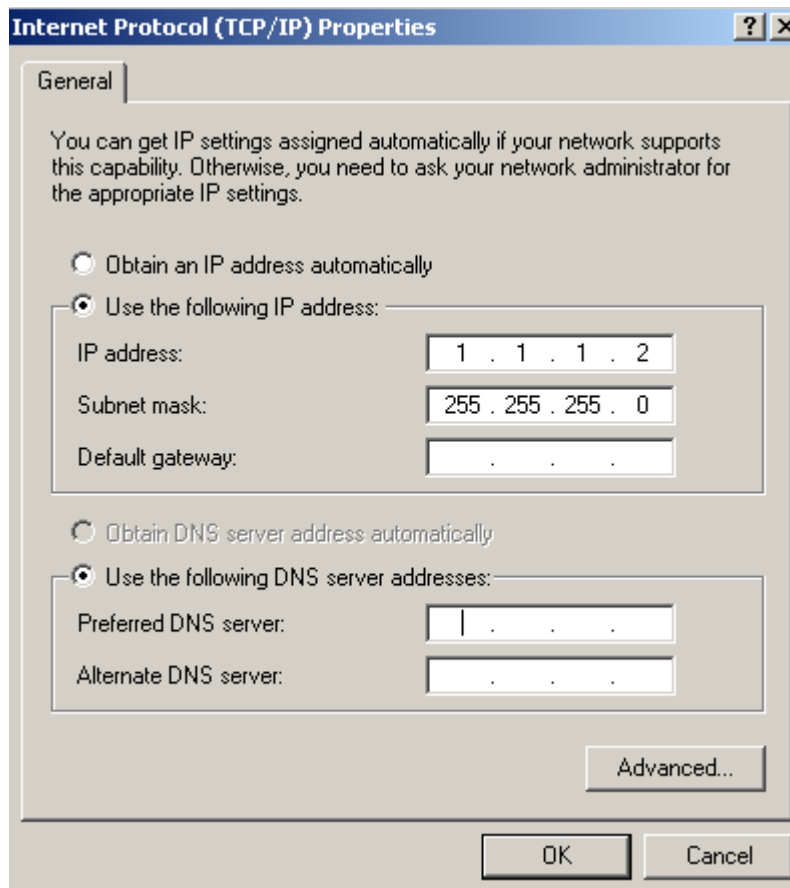 Internet Protocol (TCP/IP) Properties ? X
General
You can get IP settings assigned automatically if your network supports
this capability. Otherwise, you need to ask your network administrator for
the appropriate IP settings.
Obtain an IP address automatically
Use the following IP address:
IP address: 1 . 1 . 1 . 2
Subnet mask: 255 . 255 . 255 . 0
Default gateway: . . .
Obtain DNS server address automatically
Use the following DNS server addresses:
Preferred DNS server: . . .
Alternate DNS server: . . .
Advanced...
OK Cancel